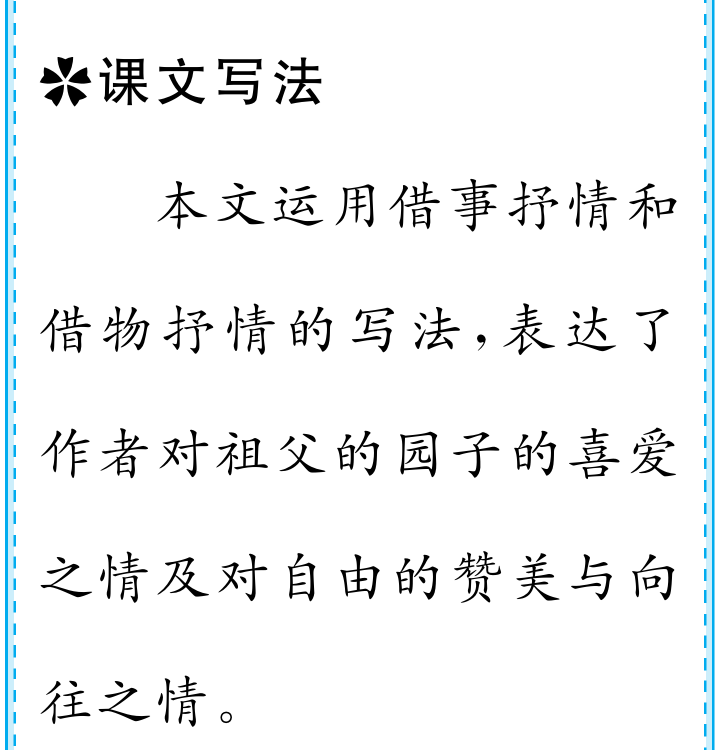 课文写法
本文运用借事抒情和
借物抒情的写法,表达了
作者对祖父的园子的喜爱
之情及对自由的赞美与向
往之情。